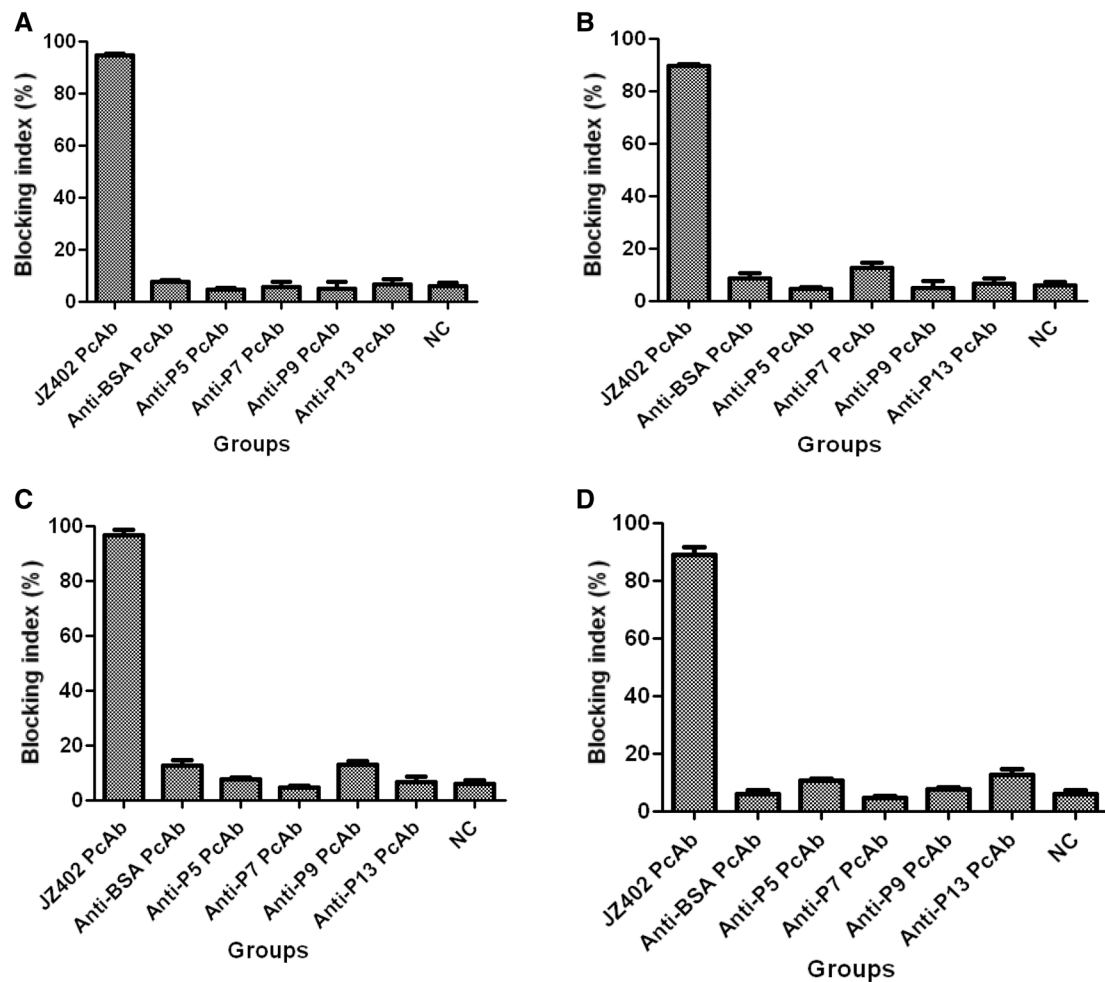 A
Blocking index (%)
100
80
60
40
20
0
JZ402 PcAb
Anti-BSA PcAb
Anti-P5 PcAb
Anti-P7 PcAb
Anti-P9 PcAb
Anti-P13 PcAb
NC
Groups
B
Blocking index (%)
100
80
60
40
20
0
JZ402 PcAb
Anti-BSA PcAb
Anti-P5 PcAb
Anti-P7 PcAb
Anti-P9 PcAb
Anti-P13 PcAb
NC
Groups
C
Blocking index (%)
100
80
60
40
20
0
JZ402 PcAb
Anti-BSA PcAb
Anti-P5 PcAb
Anti-P7 PcAb
Anti-P9 PcAb
Anti-P13 PcAb
NC
Groups
D
Blocking index (%)
100
80
60
40
20
0
JZ402 PcAb
Anti-BSA PcAb
Anti-P5 PcAb
Anti-P7 PcAb
Anti-P9 PcAb
Anti-P13 PcAb
NC
Groups